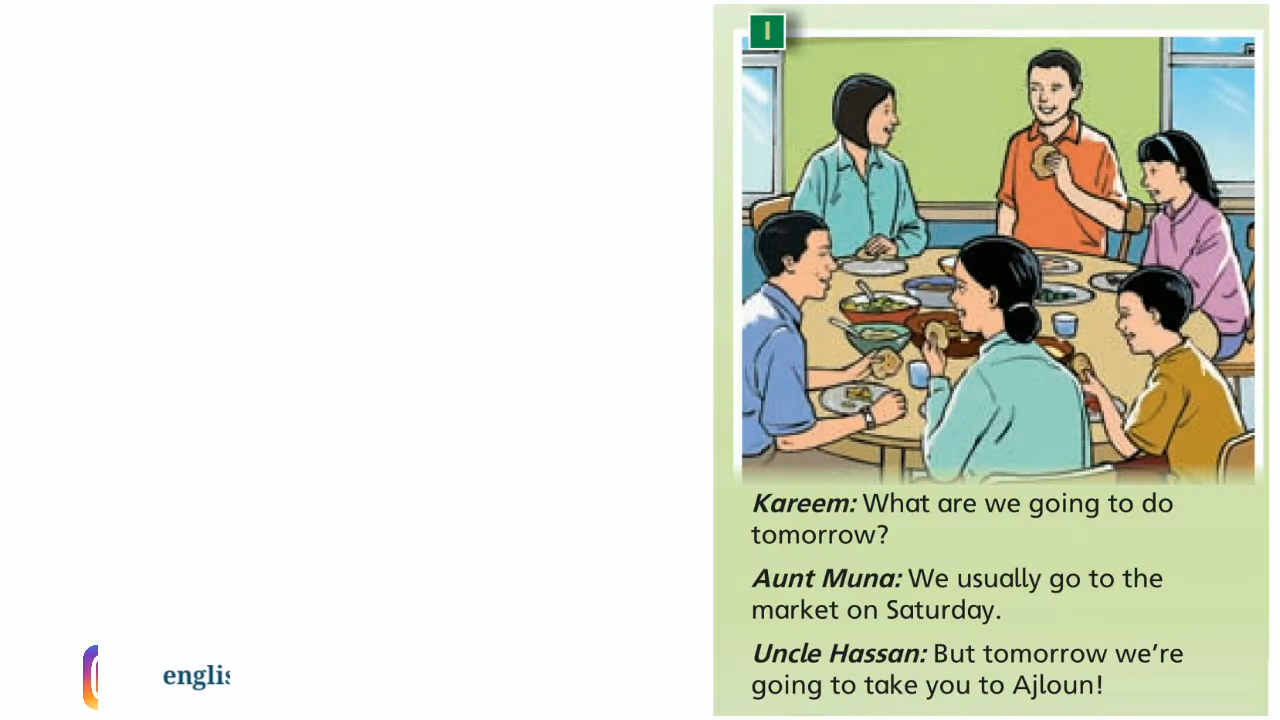 1
Kareem: What are we going to do
tomorrow?
Aunt Muna: We usually go to the
market on Saturday.
Uncle Hassan: But tomorrow we're
going to take you to Ajloun!